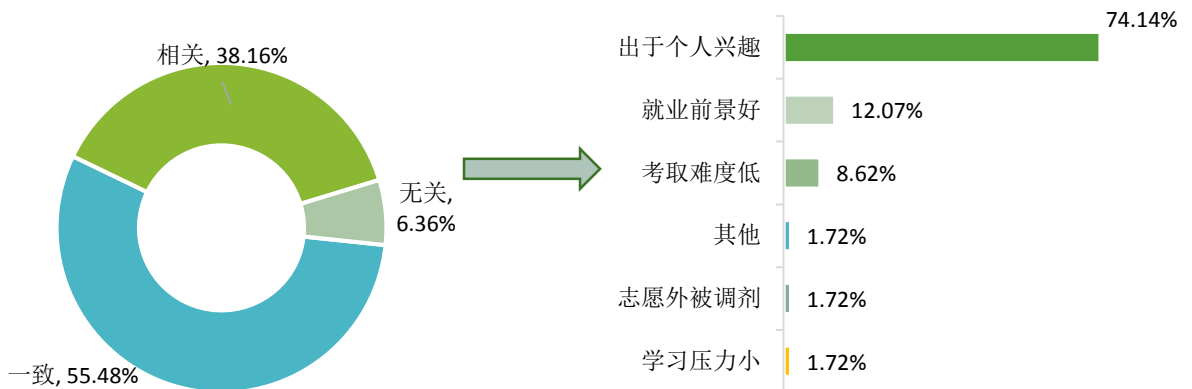 相关, 38.16%
无关,
6.36%
一致, 55.48%
出于个人兴趣
74.14%
就业前景好
12.07%
考取难度低
8.62%
其他
1.72%
志愿外被调剂
1.72%
学习压力小
1.72%